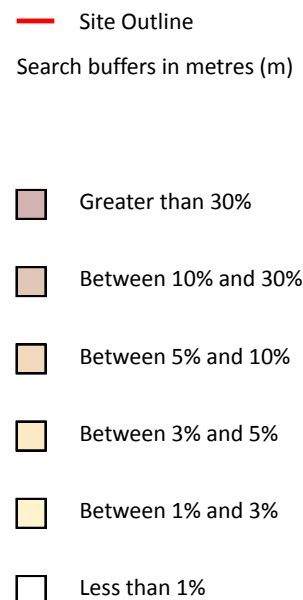 Site Outline
Search buffers in metres (m)
Greater than 30%
Between 10% and 30%
Between 5% and 10%
Between 3% and 5%
Between 1% and 3%
Less than 1%